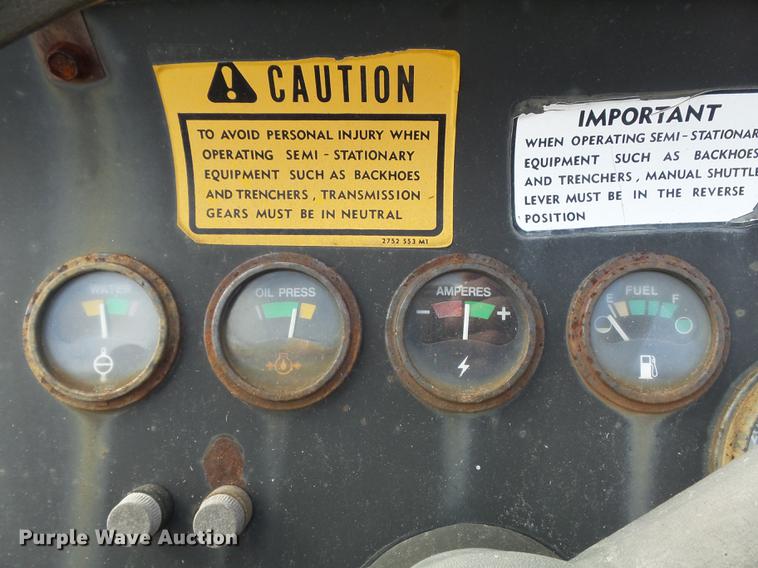 CAUTION
TO AVOID PERSONAL INJURY WHEN
OPERATING SEMI-STATIONARY
EQUIPMENT SUCH AS BACKHOES
AND TRENCHERS, TRANSMISSION
GEARS MUST BE IN NEUTRAL
2752 553 M1
IMPORTANT
WHEN OPERATING SEMI-STATIONAR
EQUIPMENT SUCH AS BACKHOES
AND TRENCHERS, MANUAL SHUTTLE
LEVER MUST BE IN THE REVERSE
POSITION
WATER
OIL PRESS
AMPERES
- +
FUEL
E F
Purple Wave Auction